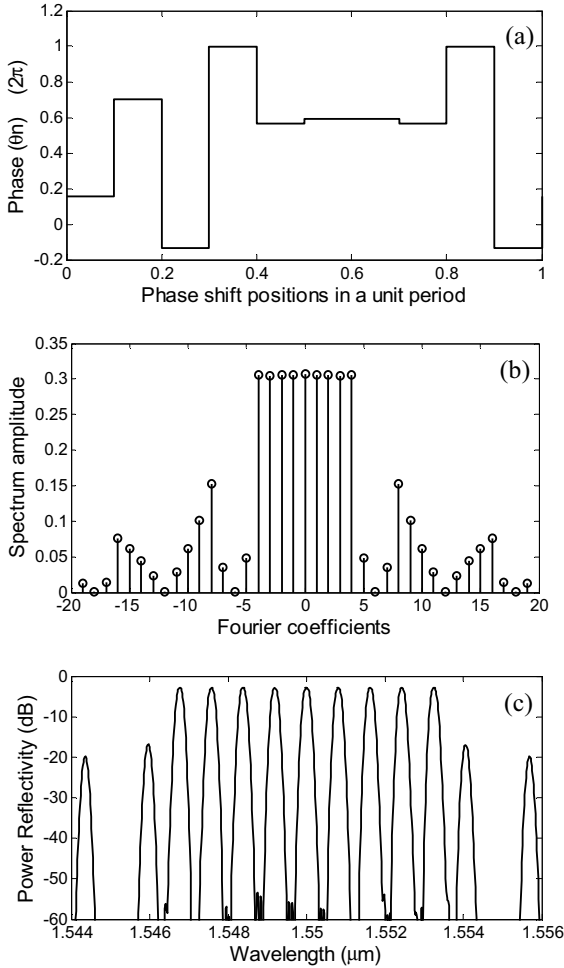 (a)
Phase (θn) (2π)
1.2
1
0.8
0.6
0.4
0.2
0
-0.2
0 0.2 0.4 0.6 0.8 1
Phase shift positions in a unit period
(b)
Spectrum amplitude
0.35
0.3
0.25
0.2
0.15
0.1
0.05
0
-20 -15 -10 -5 0 5 10 15 20
Fourier coefficients
(c)
Power Reflectivity (dB)
0
-10
-20
-30
-40
-50
-60
1.544 1.546 1.548 1.55 1.552 1.554 1.556
Wavelength (μm)